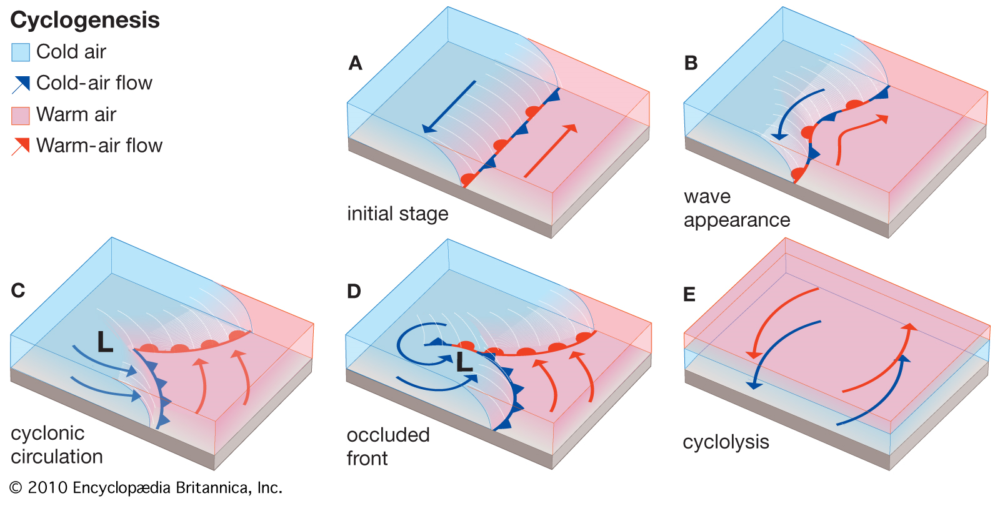 Cyclogenesis
Cold air
Cold-air flow
Warm air
Warm-air flow
A
initial stage
B
wave
appearance
C
L
cyclonic
circulation
D
L
occluded
front
E
cyclolysis
© 2010 Encyclopædia Britannica, Inc.